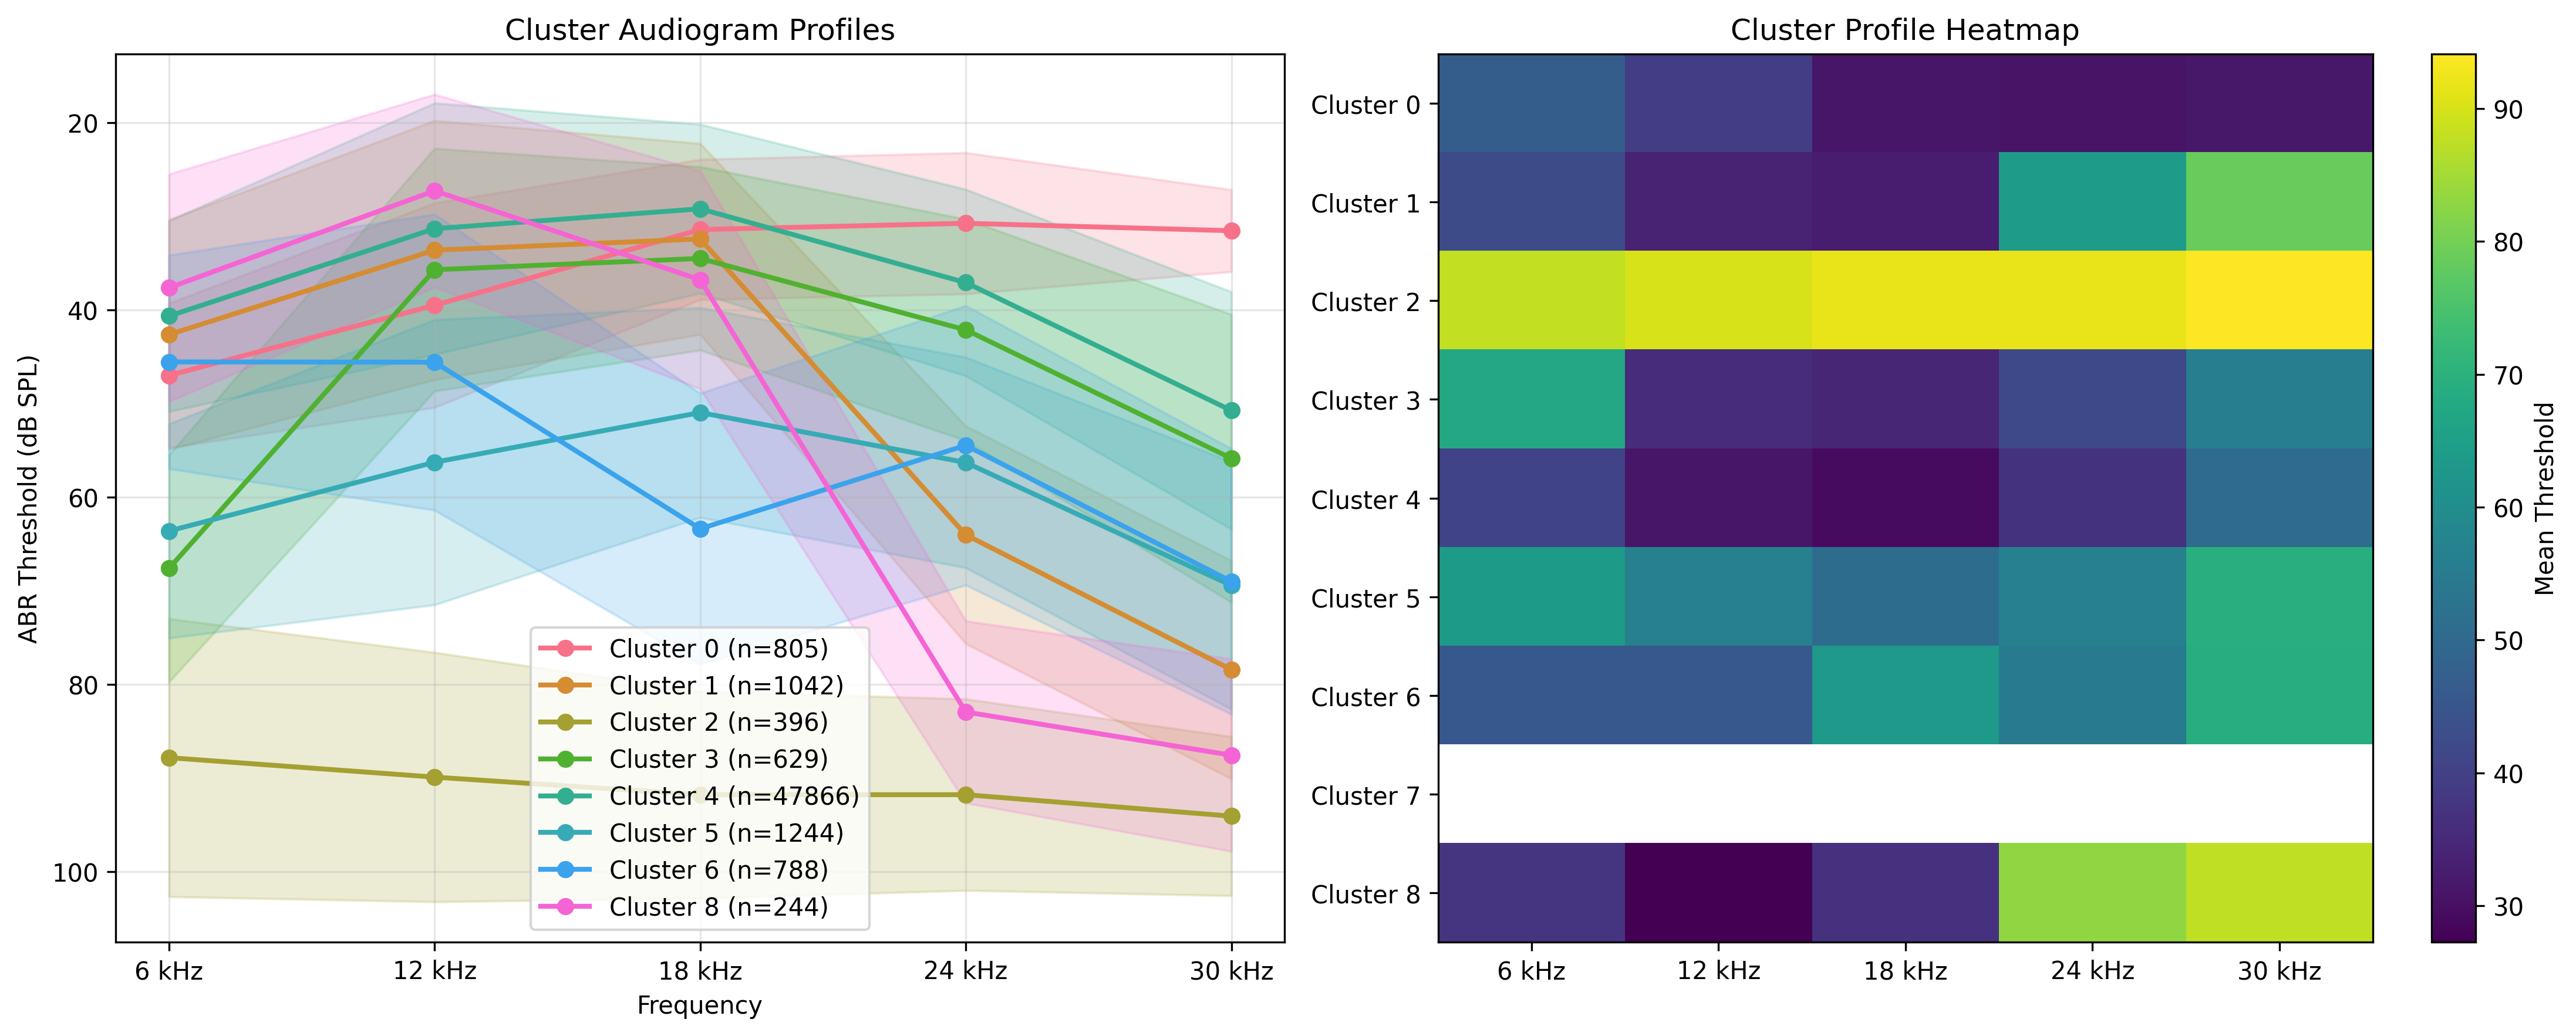 Cluster Audiogram Profiles
ABR Threshold (dB SPL)
20
40
60
80
100
Cluster 0 (n=805)
Cluster 1 (n=1042)
Cluster 2 (n=396)
Cluster 3 (n=629)
Cluster 4 (n=47866)
Cluster 5 (n=1244)
Cluster 6 (n=788)
Cluster 8 (n=244)
6 kHz 12 kHz 18 kHz 24 kHz 30 kHz
Frequency
Cluster Profile Heatmap
Cluster 0
Cluster 1
Cluster 2
Cluster 3
Cluster 4
Cluster 5
Cluster 6
Cluster 7
Cluster 8
6 kHz 12 kHz 18 kHz 24 kHz 30 kHz
90
80
70
60
50
40
30
Mean Threshold